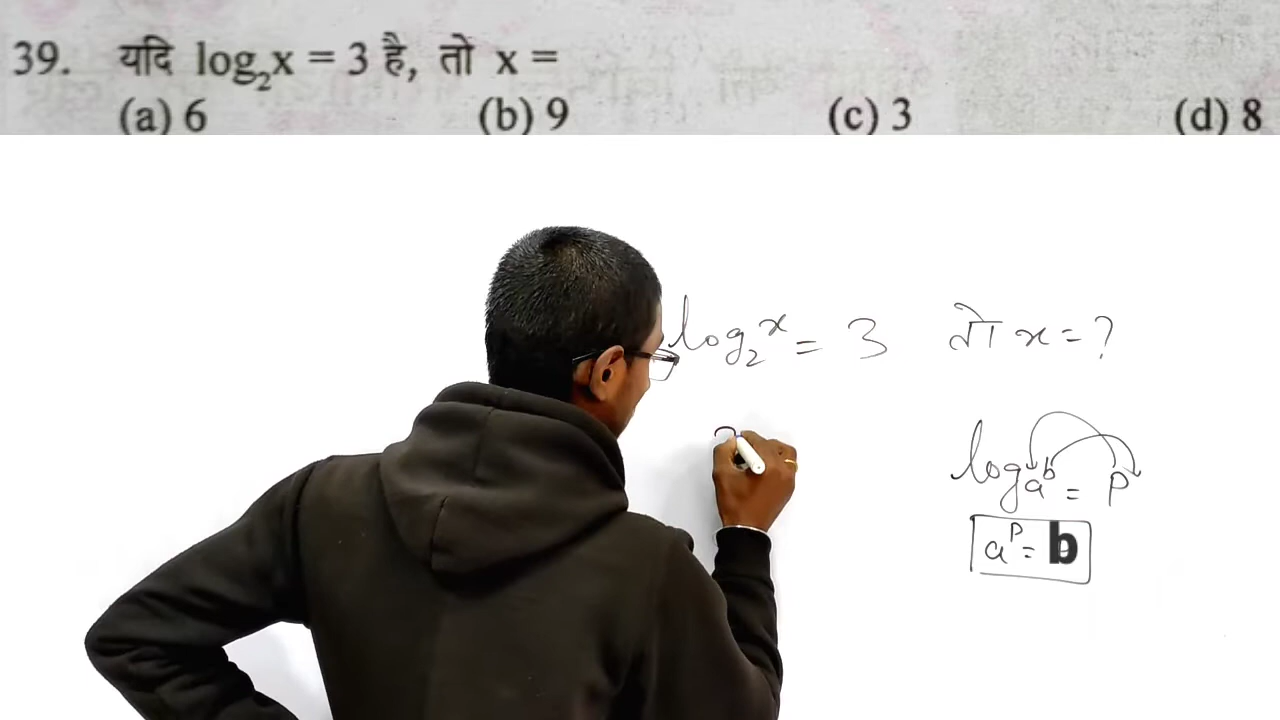 39. यदि log₂x = 3 है, तो x =
(a) 6 (b) 9 (c) 3 (d) 8
log₂x = 3 तो x = ?
logₐb = P
aᴾ = b